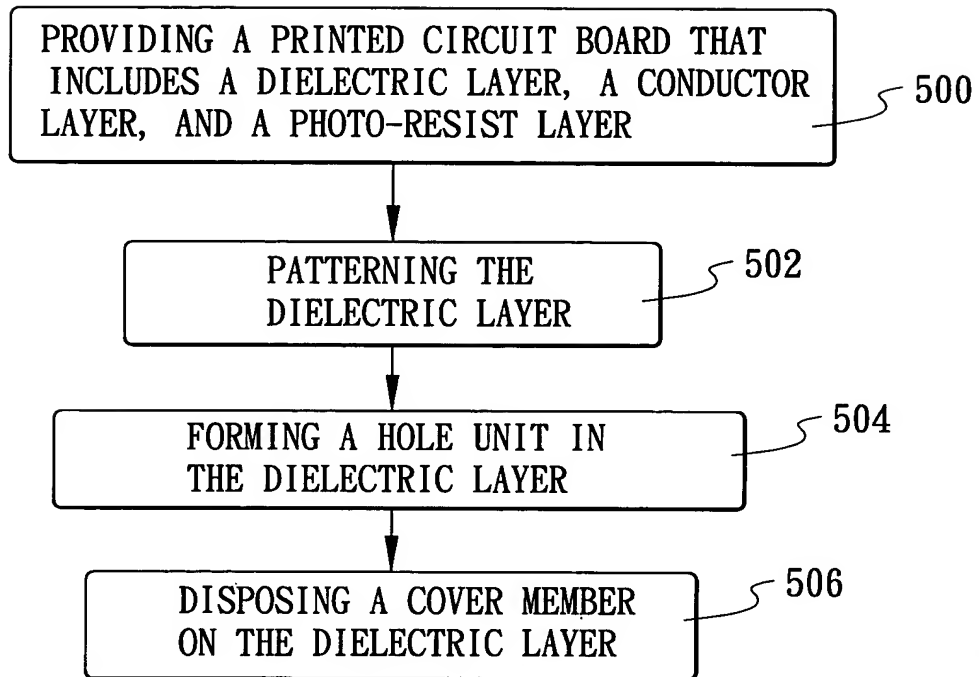 PROVIDING A PRINTED CIRCUIT BOARD THAT
INCLUDES A DIELECTRIC LAYER, A CONDUCTOR
LAYER, AND A PHOTO-RESIST LAYER
500
PATTERNING THE
DIELECTRIC LAYER
502
FORMING A HOLE UNIT IN
THE DIELECTRIC LAYER
504
DISPOSING A COVER MEMBER
ON THE DIELECTRIC LAYER
506